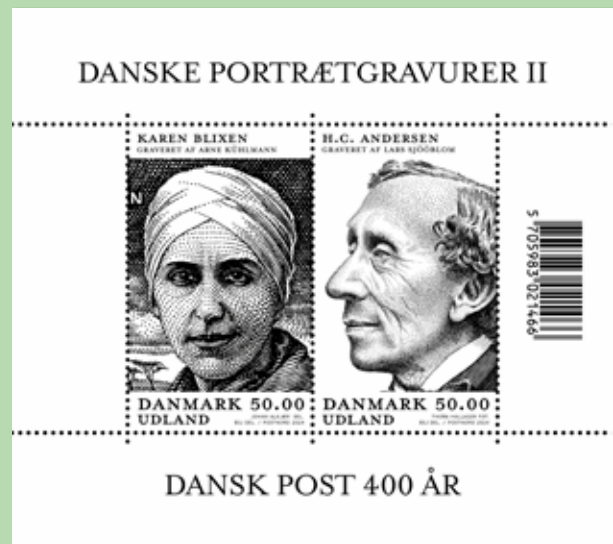 DANSKE PORTRÆTGRAVURER II
KAREN BLIXEN
GRAVERET AF ARNE KÜHLMANN
N
DANMARK 50.00
UDLAND
H.C. ANDERSEN
GRAVERET AF LARS SJÖÖBLOM
DANMARK 50.00
UDLAND
5 705983 021466
DANSK POST 400 ÅR